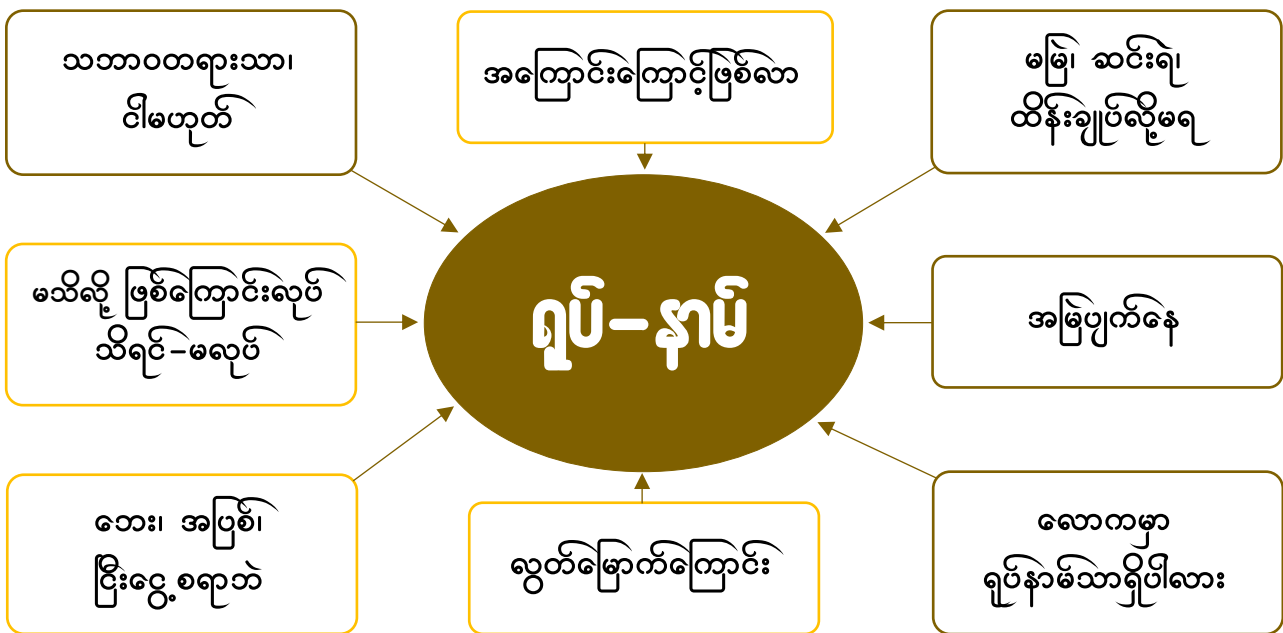 သဘာဝတရားသာ၊
ငါမဟုတ်
အကြောင်းကြောင့်ဖြစ်လာ
မမြဲ၊ ဆင်းရဲ၊
ထိန်းချုပ်လို့မရ
မသိလို့ ဖြစ်ကြောင်းလုပ်
သိရင်-မလုပ်
ရုပ်-နာမ်
အမြဲပျက်နေ
ဘေး၊ အပြစ်၊
ငြီးငွေ့စရာဘဲ
လွတ်မြောက်ကြောင်း
လောကမှာ
ရုပ်နာမ်သာရှိပါလား